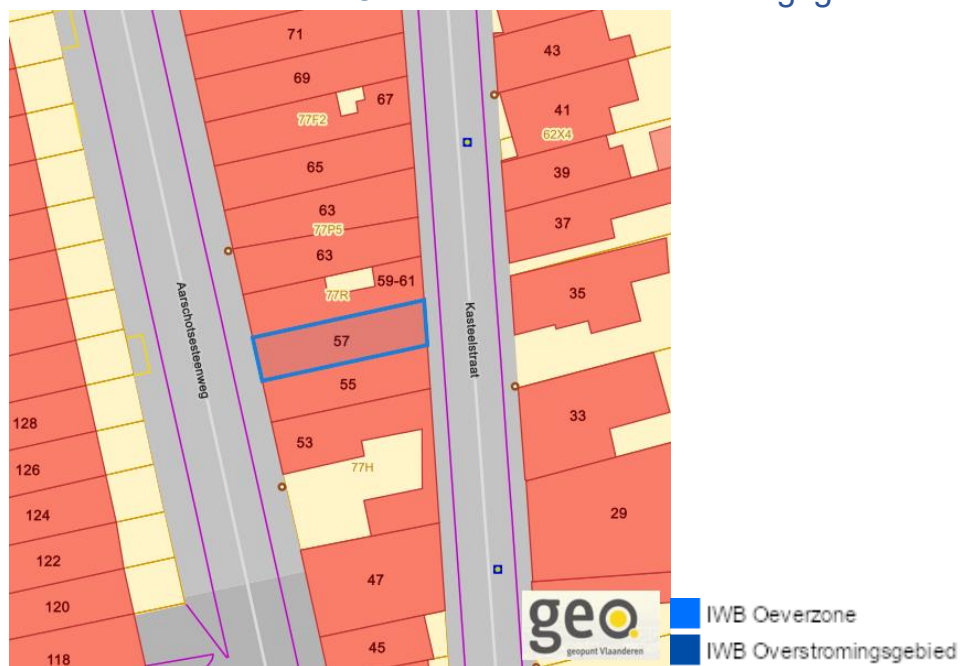 71
43
69
67
41
77F2
62X4
65
39
63
37
77P5
63
59-61
35
77R
Aarschotsesteenweg
Kasteelstraat
57
55
33
128
53
126
77H
124
29
122
47
120
118
45
geo.
geopunt Vlaanderen
IWB Oeverzone
IWB Overstromingsgebied